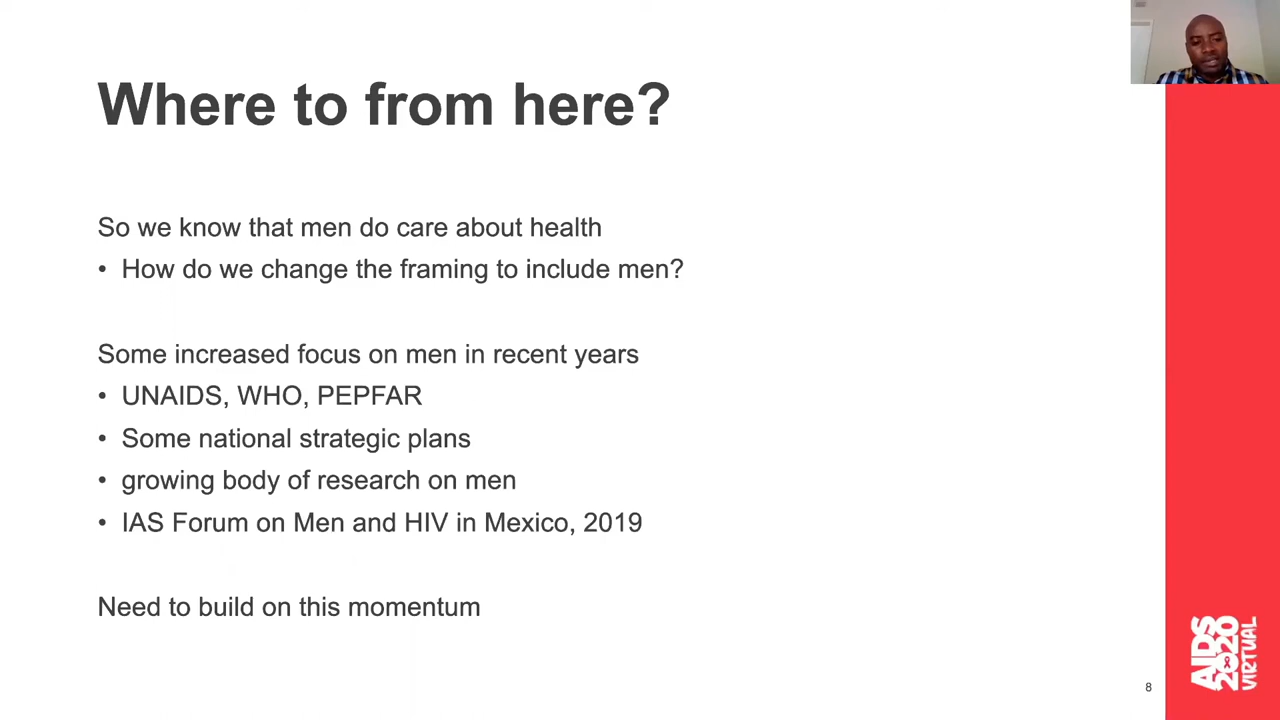 Where to from here?
So we know that men do care about health
• How do we change the framing to include men?
Some increased focus on men in recent years
• UNAIDS, WHO, PEPFAR
• Some national strategic plans
• growing body of research on men
• IAS Forum on Men and HIV in Mexico, 2019
Need to build on this momentum
8
AIDS
2020
VIRTUAL